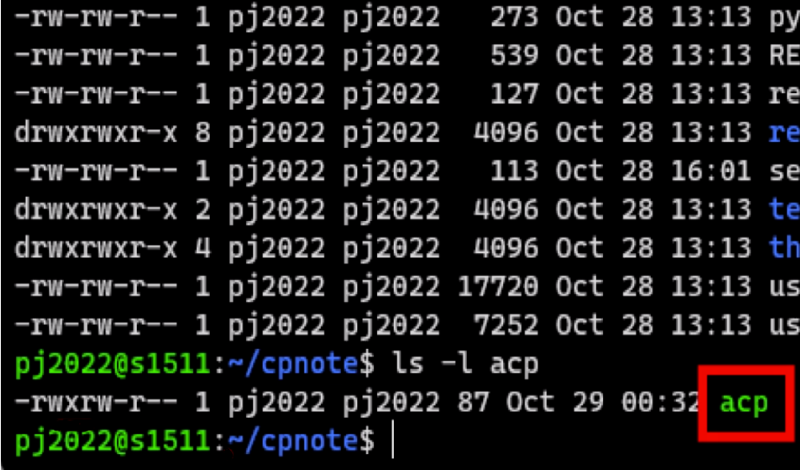 -rw-rw-r-- 1 pj2022 pj2022 273 Oct 28 13:13 py
-rw-rw-r-- 1 pj2022 pj2022 539 Oct 28 13:13 RE
-rw-rw-r-- 1 pj2022 pj2022 127 Oct 28 13:13 re
drwxrwxr-x 8 pj2022 pj2022 4096 Oct 28 13:13 re
-rw-rw-r-- 1 pj2022 pj2022 113 Oct 28 16:01 se
drwxrwxr-x 2 pj2022 pj2022 4096 Oct 28 13:13 te
drwxrwxr-x 4 pj2022 pj2022 4096 Oct 28 13:13 th
-rw-rw-r-- 1 pj2022 pj2022 17720 Oct 28 13:13 us
-rw-rw-r-- 1 pj2022 pj2022 7252 Oct 28 13:13 us
pj2022@s1511:~/cpnote$ ls -l acp
-rwxrw-r-- 1 pj2022 pj2022 87 Oct 29 00:32 acp
pj2022@s1511:~/cpnote$